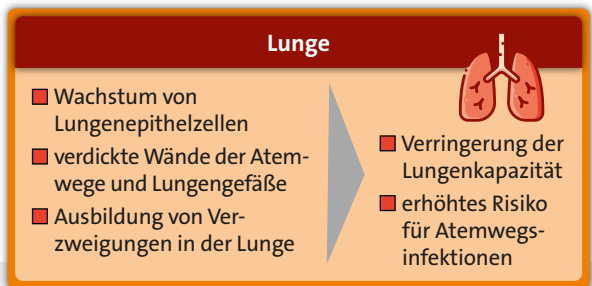 Lunge
Wachstum von
Lungenepithelzellen
verdickte Wände der Atem-
wege und Lungengefäße
Ausbildung von Ver-
zweigungen in der Lunge
Verringerung der
Lungenkapazität
erhöhtes Risiko
für Atemwegs-
infektionen